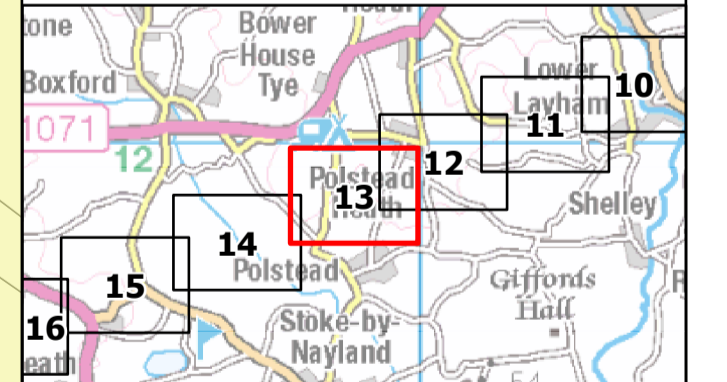 tone
Bower
House
Tye
Boxford
1071
12
Lower
Layham
10
11
12
Polstead
Heath
13
Shelley
14
Polstead
15
Giffords
Hall
16
Stoke-by-
Nayland
eath